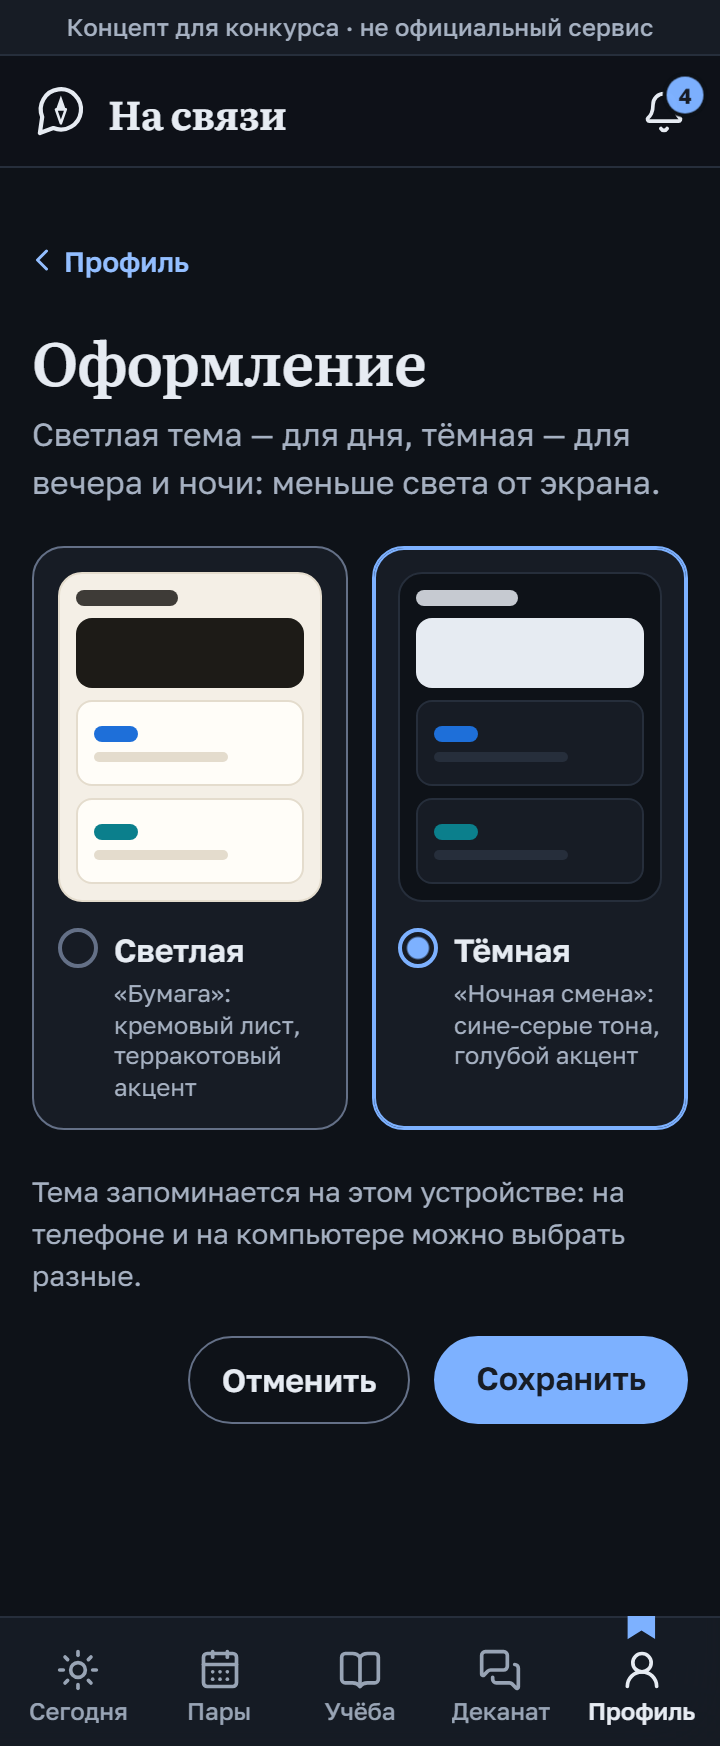 Концепт для конкурса · не официальный сервис
На связи
4
Профиль
Оформление
Светлая тема — для дня, тёмная — для
вечера и ночи: меньше света от экрана.
Светлая
«Бумага»:
кремовый лист,
терракотовый
акцент
Тёмная
«Ночная смена»:
сине-серые тона,
голубой акцент
Тема запоминается на этом устройстве: на
телефоне и на компьютере можно выбрать
разные.
Отменить
Сохранить
Сегодня
Пары
Учёба
Деканат
Профиль